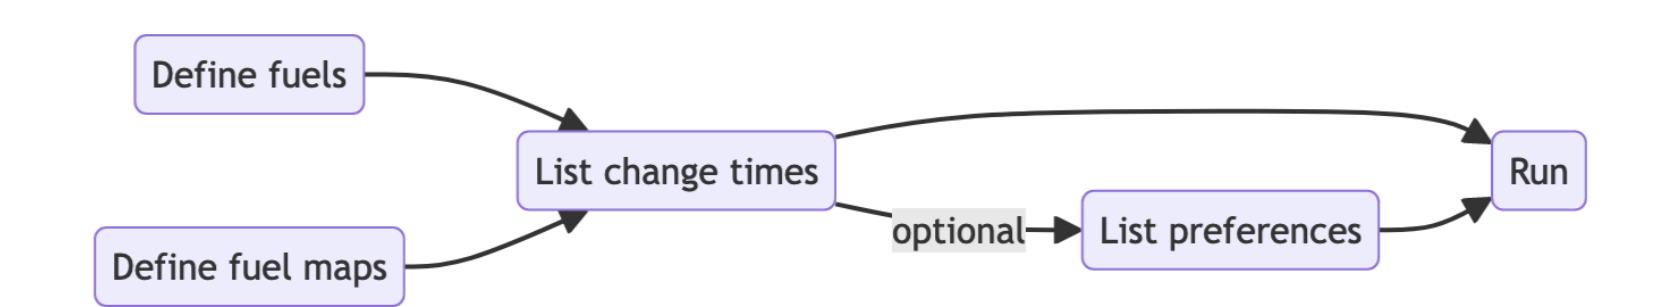 Define fuels
Define fuel maps
List change times
optional
List preferences
Run